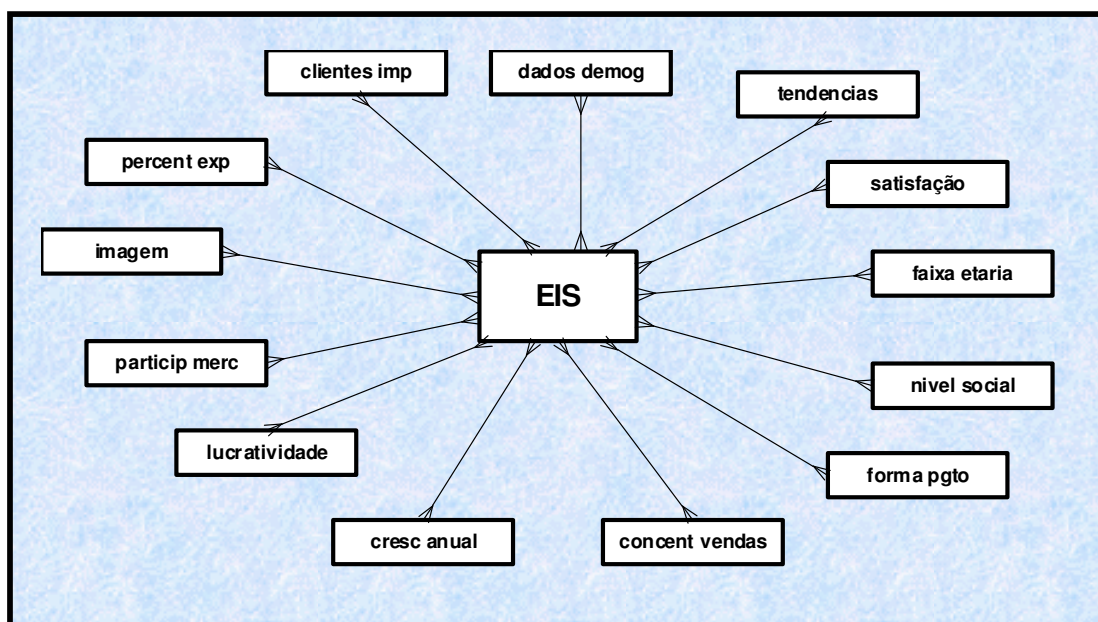 clientes imp
dados demog
tendencias
percent exp
satisfação
imagem
EIS
faixa etaria
particip merc
nivel social
lucratividade
forma pgto
cresc anual
concent vendas